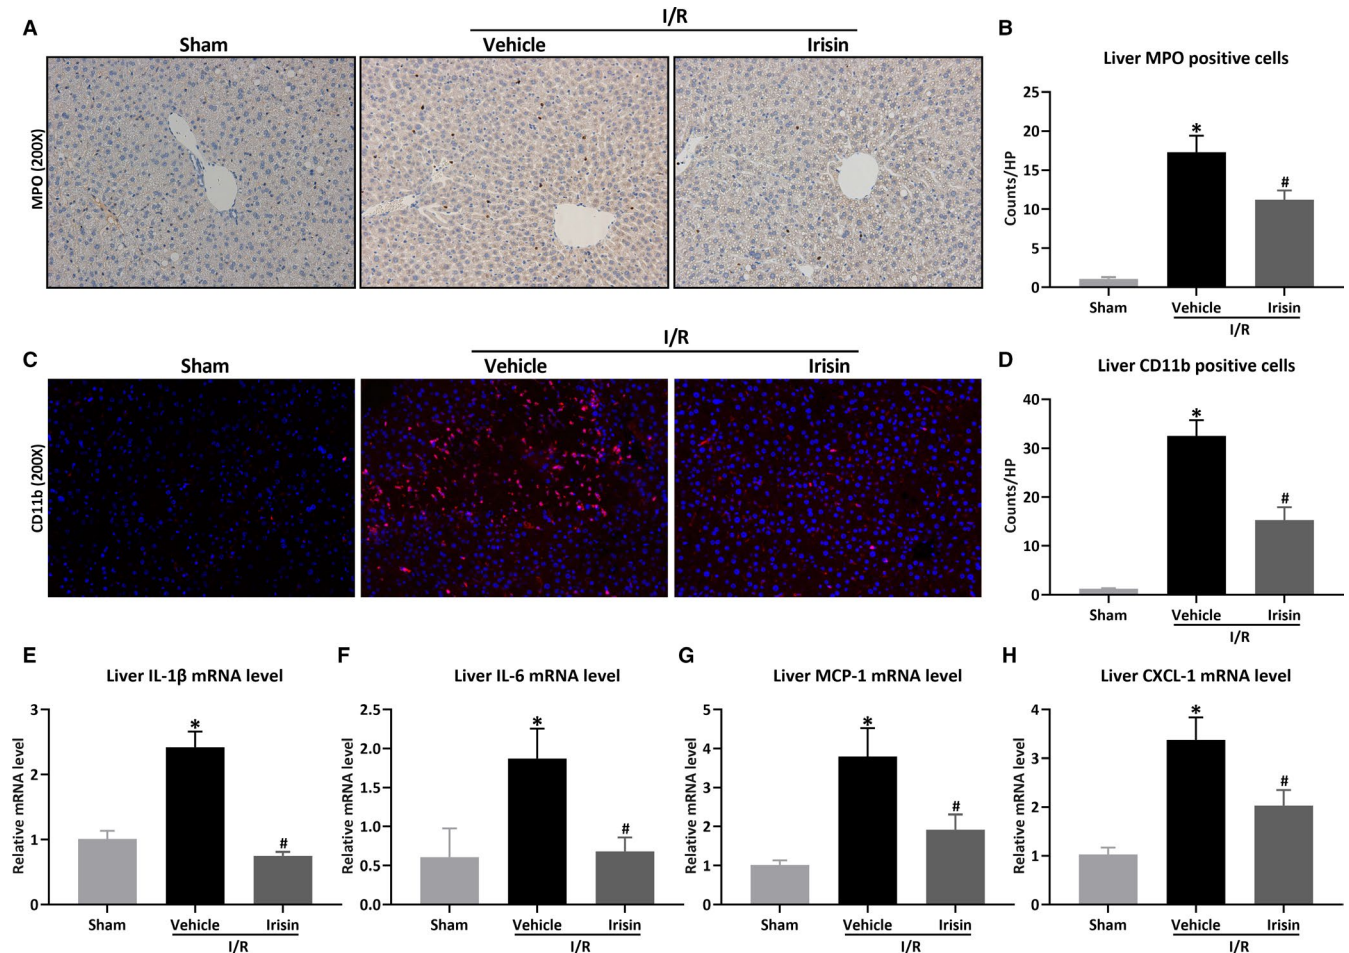 A
I/R
Sham
Vehicle
Irisin
MPO (200X)
B
Liver MPO positive cells
Counts/HP
25
20
15
10
5
0
*
#
Sham
Vehicle
Irisin
I/R
C
I/R
Sham
Vehicle
Irisin
CD11b (200X)
D
Liver CD11b positive cells
Counts/HP
40
30
20
10
0
*
#
Sham
Vehicle
Irisin
I/R
E
Liver IL-1β mRNA level
Relative mRNA level
3
2
1
0
*
#
Sham
Vehicle
Irisin
I/R
F
Liver IL-6 mRNA level
Relative mRNA level
2.5
2.0
1.5
1.0
0.5
0.0
*
#
Sham
Vehicle
Irisin
I/R
G
Liver MCP-1 mRNA level
Relative mRNA level
5
4
3
2
1
0
*
#
Sham
Vehicle
Irisin
I/R
H
Liver CXCL-1 mRNA level
Relative mRNA level
4
3
2
1
0
*
#
Sham
Vehicle
Irisin
I/R